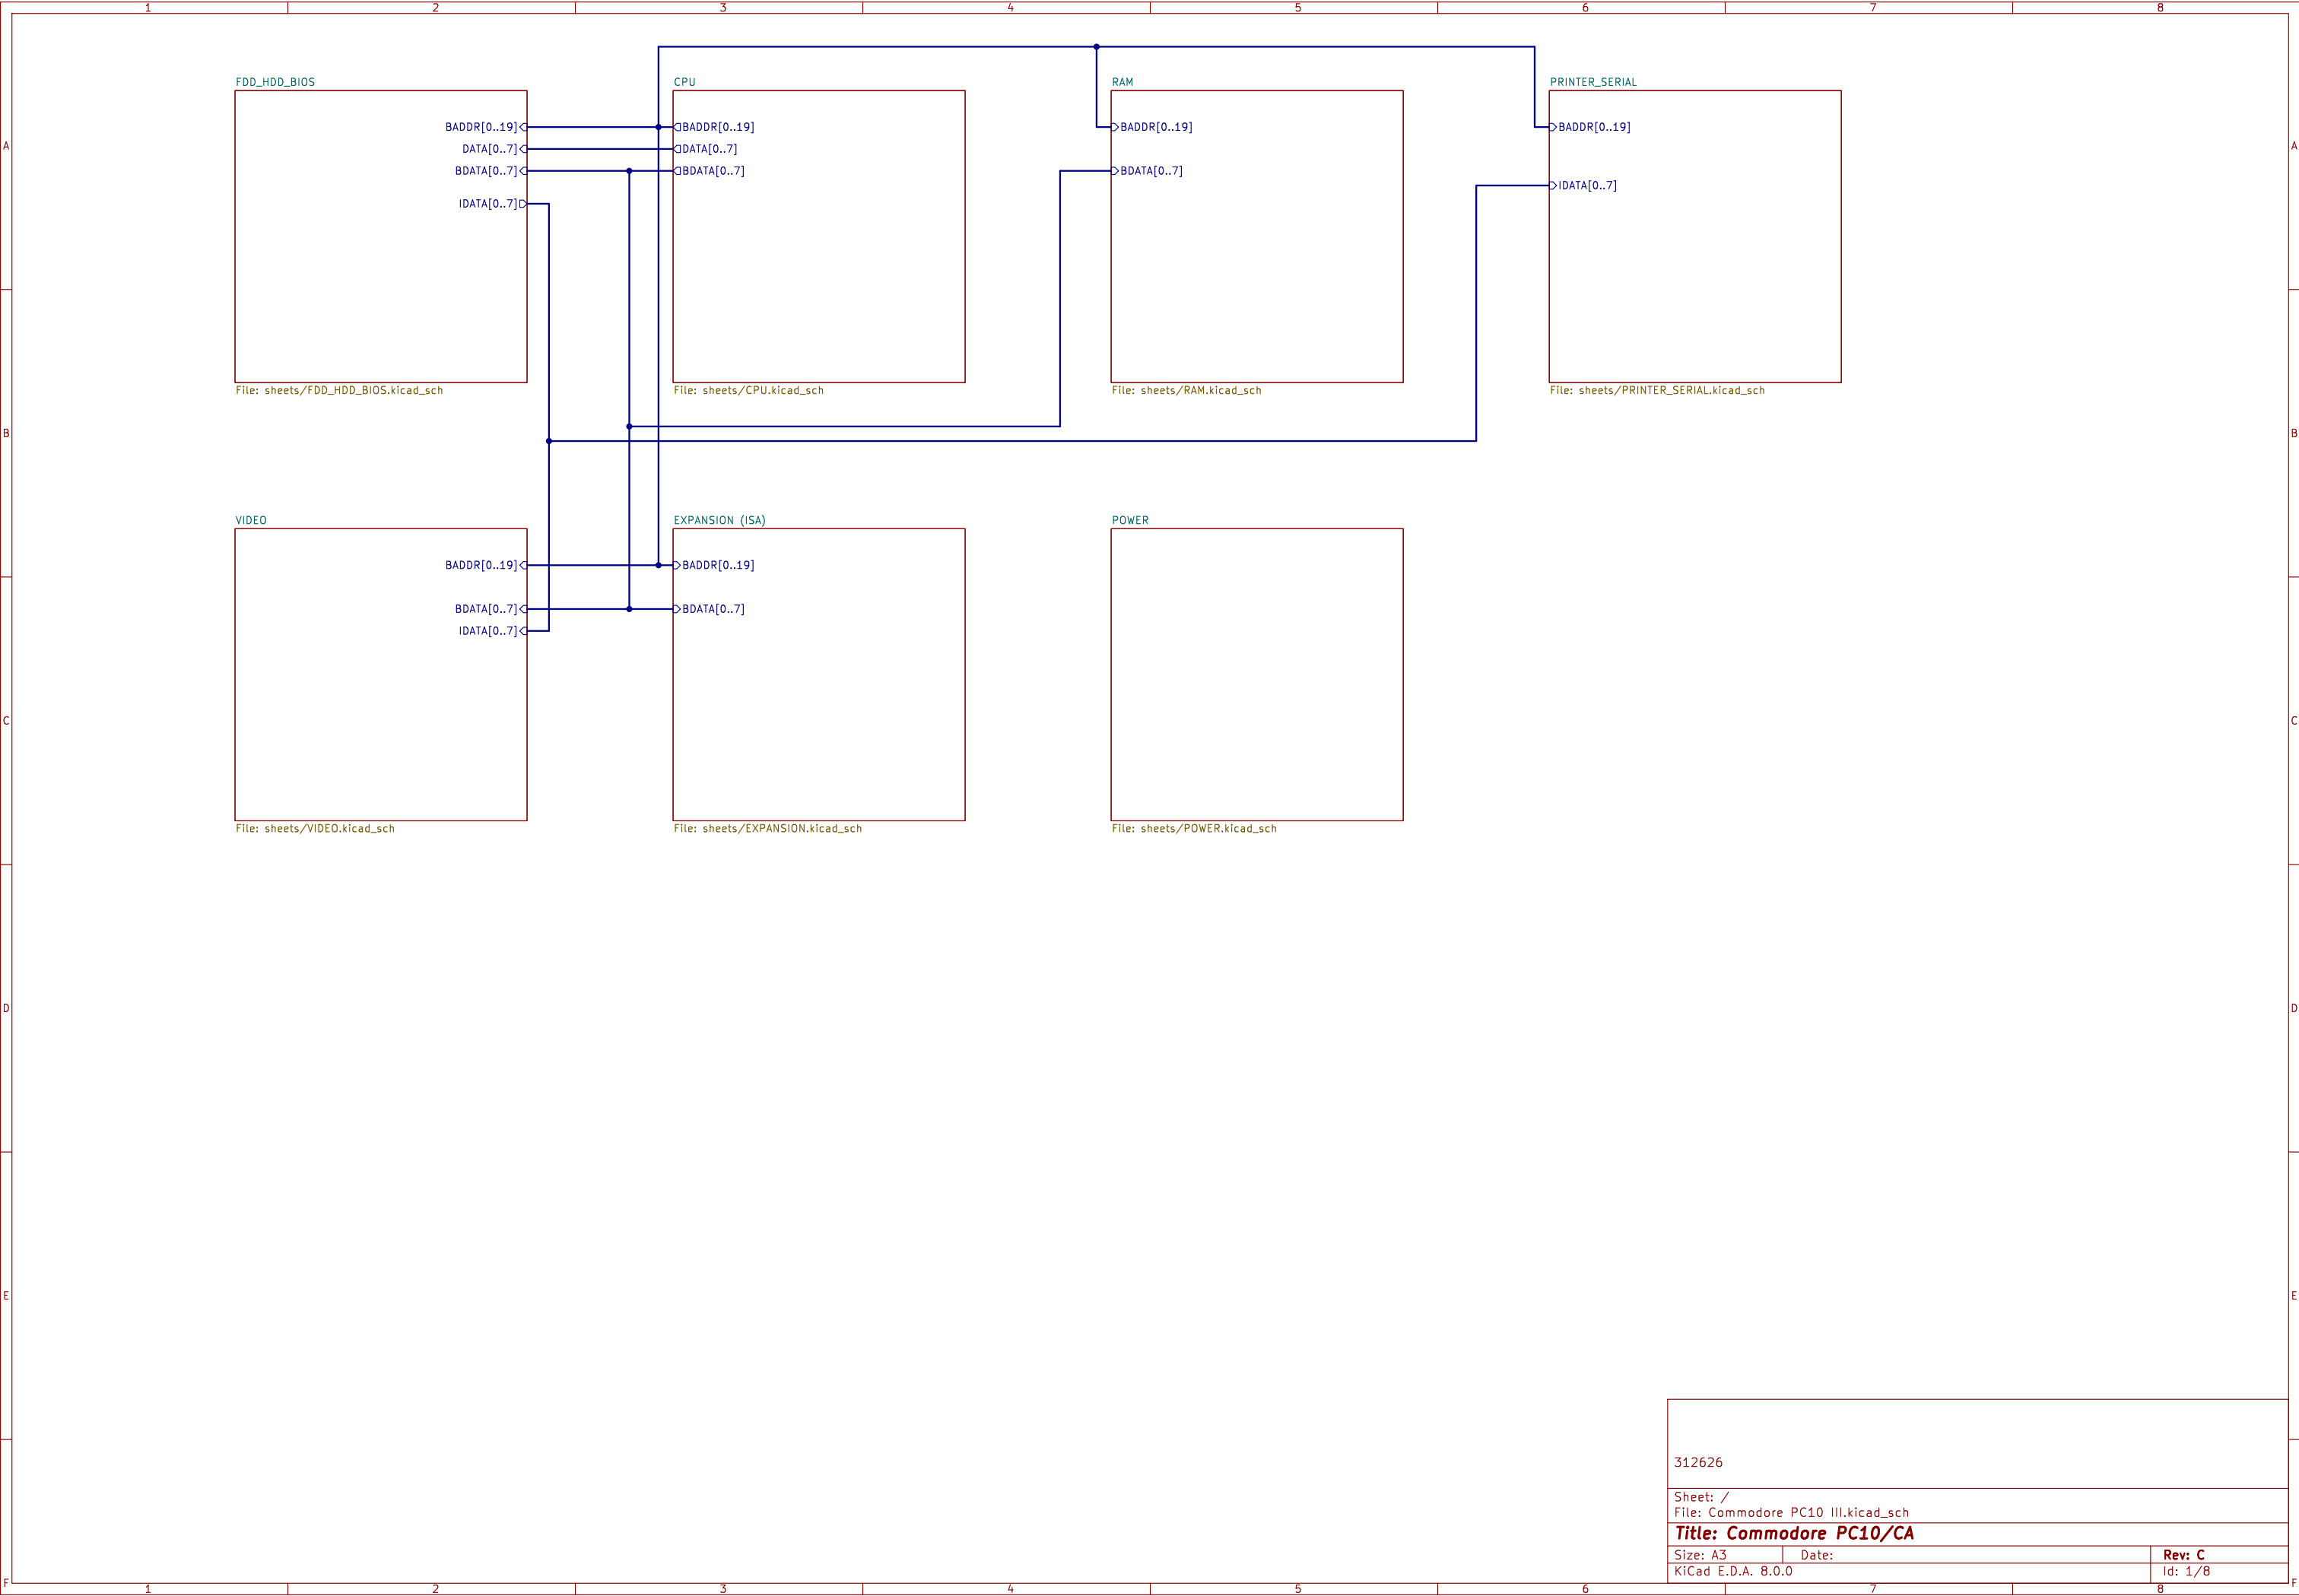 1 2 3 4 5 6 7 8
FDD_HDD_BIOS CPU RAM PRINTER_SERIAL
BADDR[0..19] BADDR[0..19] BADDR[0..19] BADDR[0..19]
A DATA[0..7] DATA[0..7] A
BDATA[0..7] BDATA[0..7] BDATA[0..7]
IDATA[0..7]
IDATA[0..7]
File: sheets/FDD_HDD_BIOS.kicad_sch File: sheets/CPU.kicad_sch File: sheets/RAM.kicad_sch File: sheets/PRINTER_SERIAL.kicad_sch
B B
VIDEO EXPANSION (ISA) POWER
BADDR[0..19] BADDR[0..19]
BDATA[0..7] BDATA[0..7]
IDATA[0..7]
C C
File: sheets/VIDEO.kicad_sch File: sheets/EXPANSION.kicad_sch File: sheets/POWER.kicad_sch
D D
E E
312626
Sheet: /
File: Commodore PC10 III.kicad_sch
Title: Commodore PC10/CA
Size: A3 Date: Rev: C
KiCad E.D.A. 8.0.0 Id: 1/8
F F
1 2 3 4 5 6 7 8